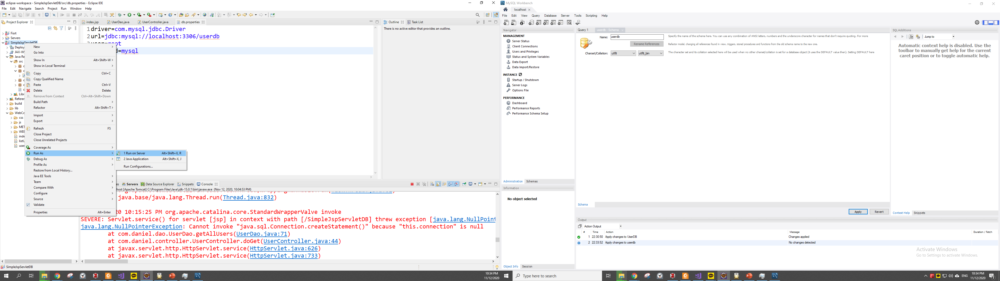 eclipse-workspace - SimpleJspServletDB/src/db.properties - Eclipse IDE
File Edit Navigate Search Project Run Window Help
Project Explorer
Fisrt
Servers
SimpleJspServletDB
Deploy
JAX-WS
Java Re
src
Libr
Referen
build
lib
WebCo
css
js
MET
WEE
inde
listU
user
New
Go Into
Show In Alt+Shift+W
Show in Local Terminal
Copy Ctrl+C
Copy Qualified Name
Paste Ctrl+V
Delete Delete
Remove from Context Ctrl+Alt+Shift+Down
Build Path
Refactor Alt+Shift+T
Import
Export
Refresh F5
Close Project
Close Unrelated Projects
Coverage As
Run As
Debug As
Profile As
Restore from Local History...
Java EE Tools
Team
Compare With
Configure
Source
Validate
Properties Alt+Enter
1 Run on Server Alt+Shift+X, R
2 Java Application Alt+Shift+X, J
Run Configurations...
index.jsp UserDao.java UserController.java db.properties
1 driver=com.mysql.jdbc.Driver
2 url=jdbc:mysql://localhost:3306/userdb
d=mysql
Outline Task List
There is no active editor that provides an outline.
es Servers Data Source Explorer Snippets Console
host [Apache Tomcat] C:\Program Files\Java\jdk-15.0.1\bin\javaw.exe (Nov 12, 2020, 10:04:53 PM)
java.base/java.lang.Thread.run(Thread.java:832)
20 10:15:25 PM org.apache.catalina.core.StandardWrapperValve invoke
SEVERE: Servlet.service() for servlet [jsp] in context with path [/SimpleJspServletDB] threw exception [java.lang.NullPoint
java.lang.NullPointerException: Cannot invoke "java.sql.Connection.createStatement()" because "this.connection" is null
at com.daniel.dao.UserDao.getAllUsers(UserDao.java:71)
at com.daniel.controller.UserController.doGet(UserController.java:44)
at javax.servlet.http.HttpServlet.service(HttpServlet.java:626)
at javax.servlet.http.HttpServlet.service(HttpServlet.java:733)
SimpleJspServletDB
10:34 PM
11/12/2020
MySQL Workbench
localhost
File Edit View Query Database Server Tools Scripting Help
Navigator
MANAGEMENT
Server Status
Client Connections
Users and Privileges
Status and System Variables
Data Export
Data Import/Restore
INSTANCE
Startup / Shutdown
Server Logs
Options File
PERFORMANCE
Dashboard
Performance Reports
Performance Schema Setup
Administration Schemas
Information
No object selected
Object Info Session
Query 1 userdb - Schema
Name: userdb
Specify the name of the schema here. You can use any combination of ANSI letters, numbers and the underscore character for names that don't require quoting. For more
Rename References
Refactor model, changing all references found in view, triggers, stored procedures and functions from the old schema name to the new one.
Charset/Collation: utf8 utf8_bin
The character set and its collation selected here will be used when no other charset/collation is set for a database object (it uses the DEFAULT value then). Setting DEFAULT here
Schema
Apply Revert
Output
Action Output
# Time Action Message Duration / Fetch
1 22:30:50 Apply changes to UserDB Changes applied
2 22:33:52 Apply changes to userdb No changes detected
SQLAdditions
Jump to
Automatic context help is disabled. Use the
toolbar to manually get help for the current
caret position or to toggle automatic help.
Context Help Snippets
Activate Windows
Go to Settings to activate Windows.
Type here to search
ENG
10:34 PM
11/12/2020